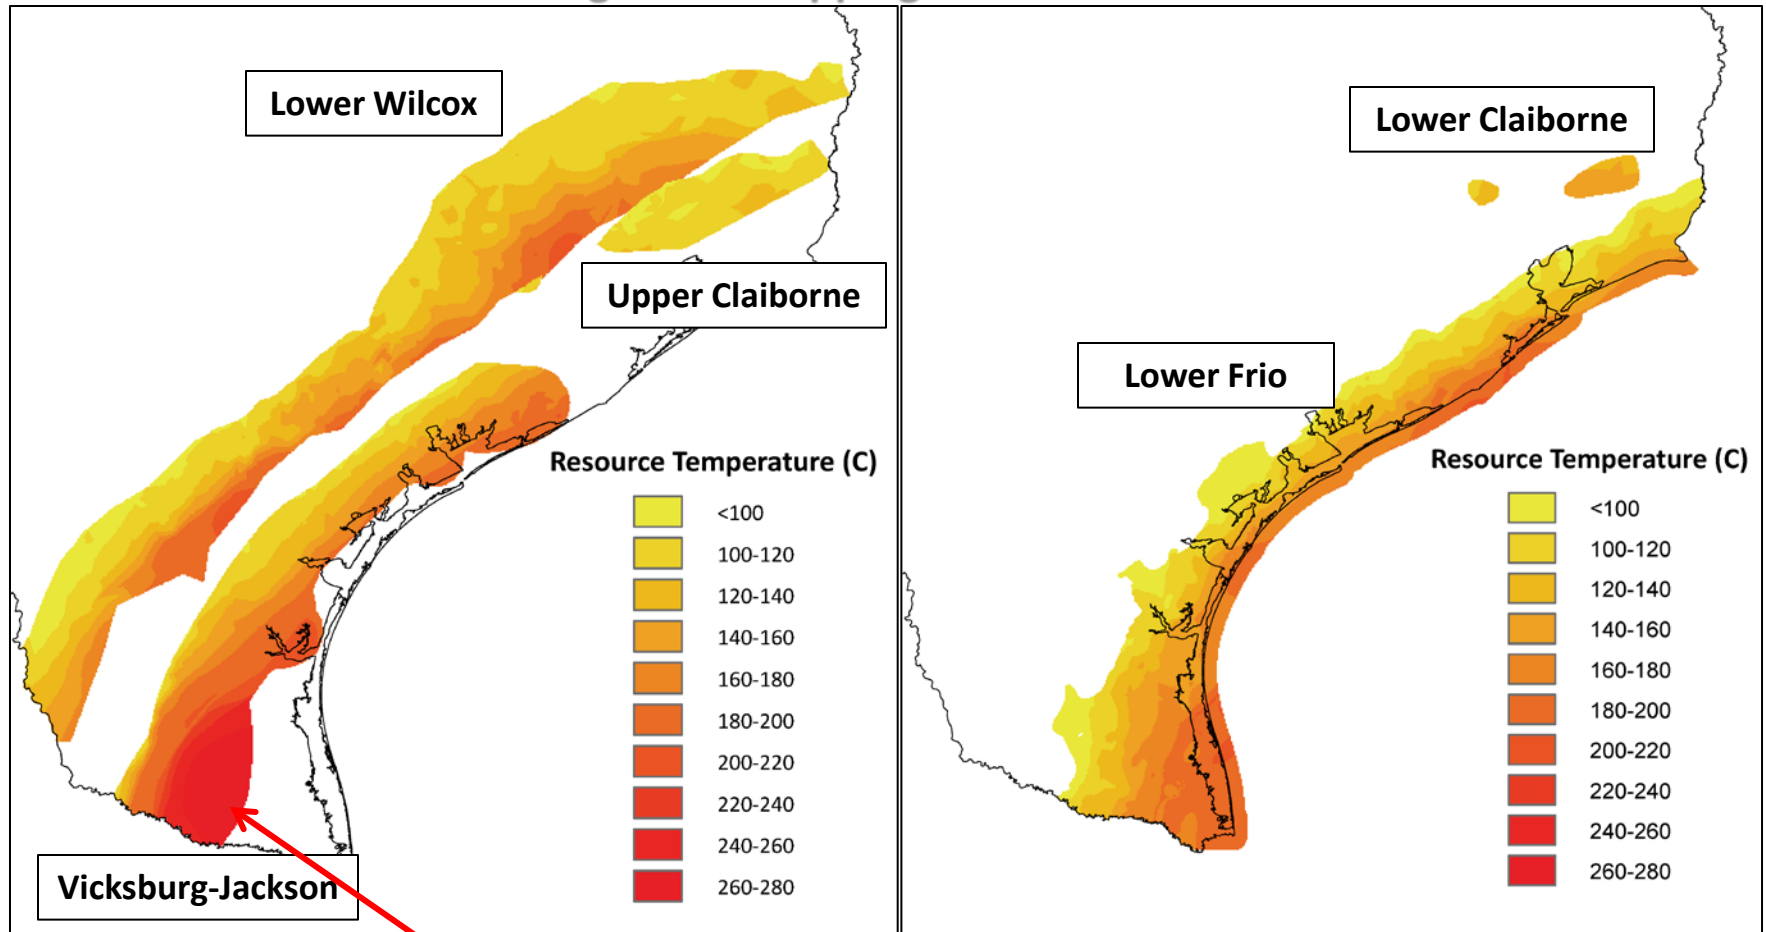 Lower Wilcox
Upper Claiborne
Resource Temperature (C)
<100
100-120
120-140
140-160
160-180
180-200
200-220
220-240
240-260
260-280
Vicksburg-Jackson
Lower Claiborne
Lower Frio
Resource Temperature (C)
<100
100-120
120-140
140-160
160-180
180-200
200-220
220-240
240-260
260-280